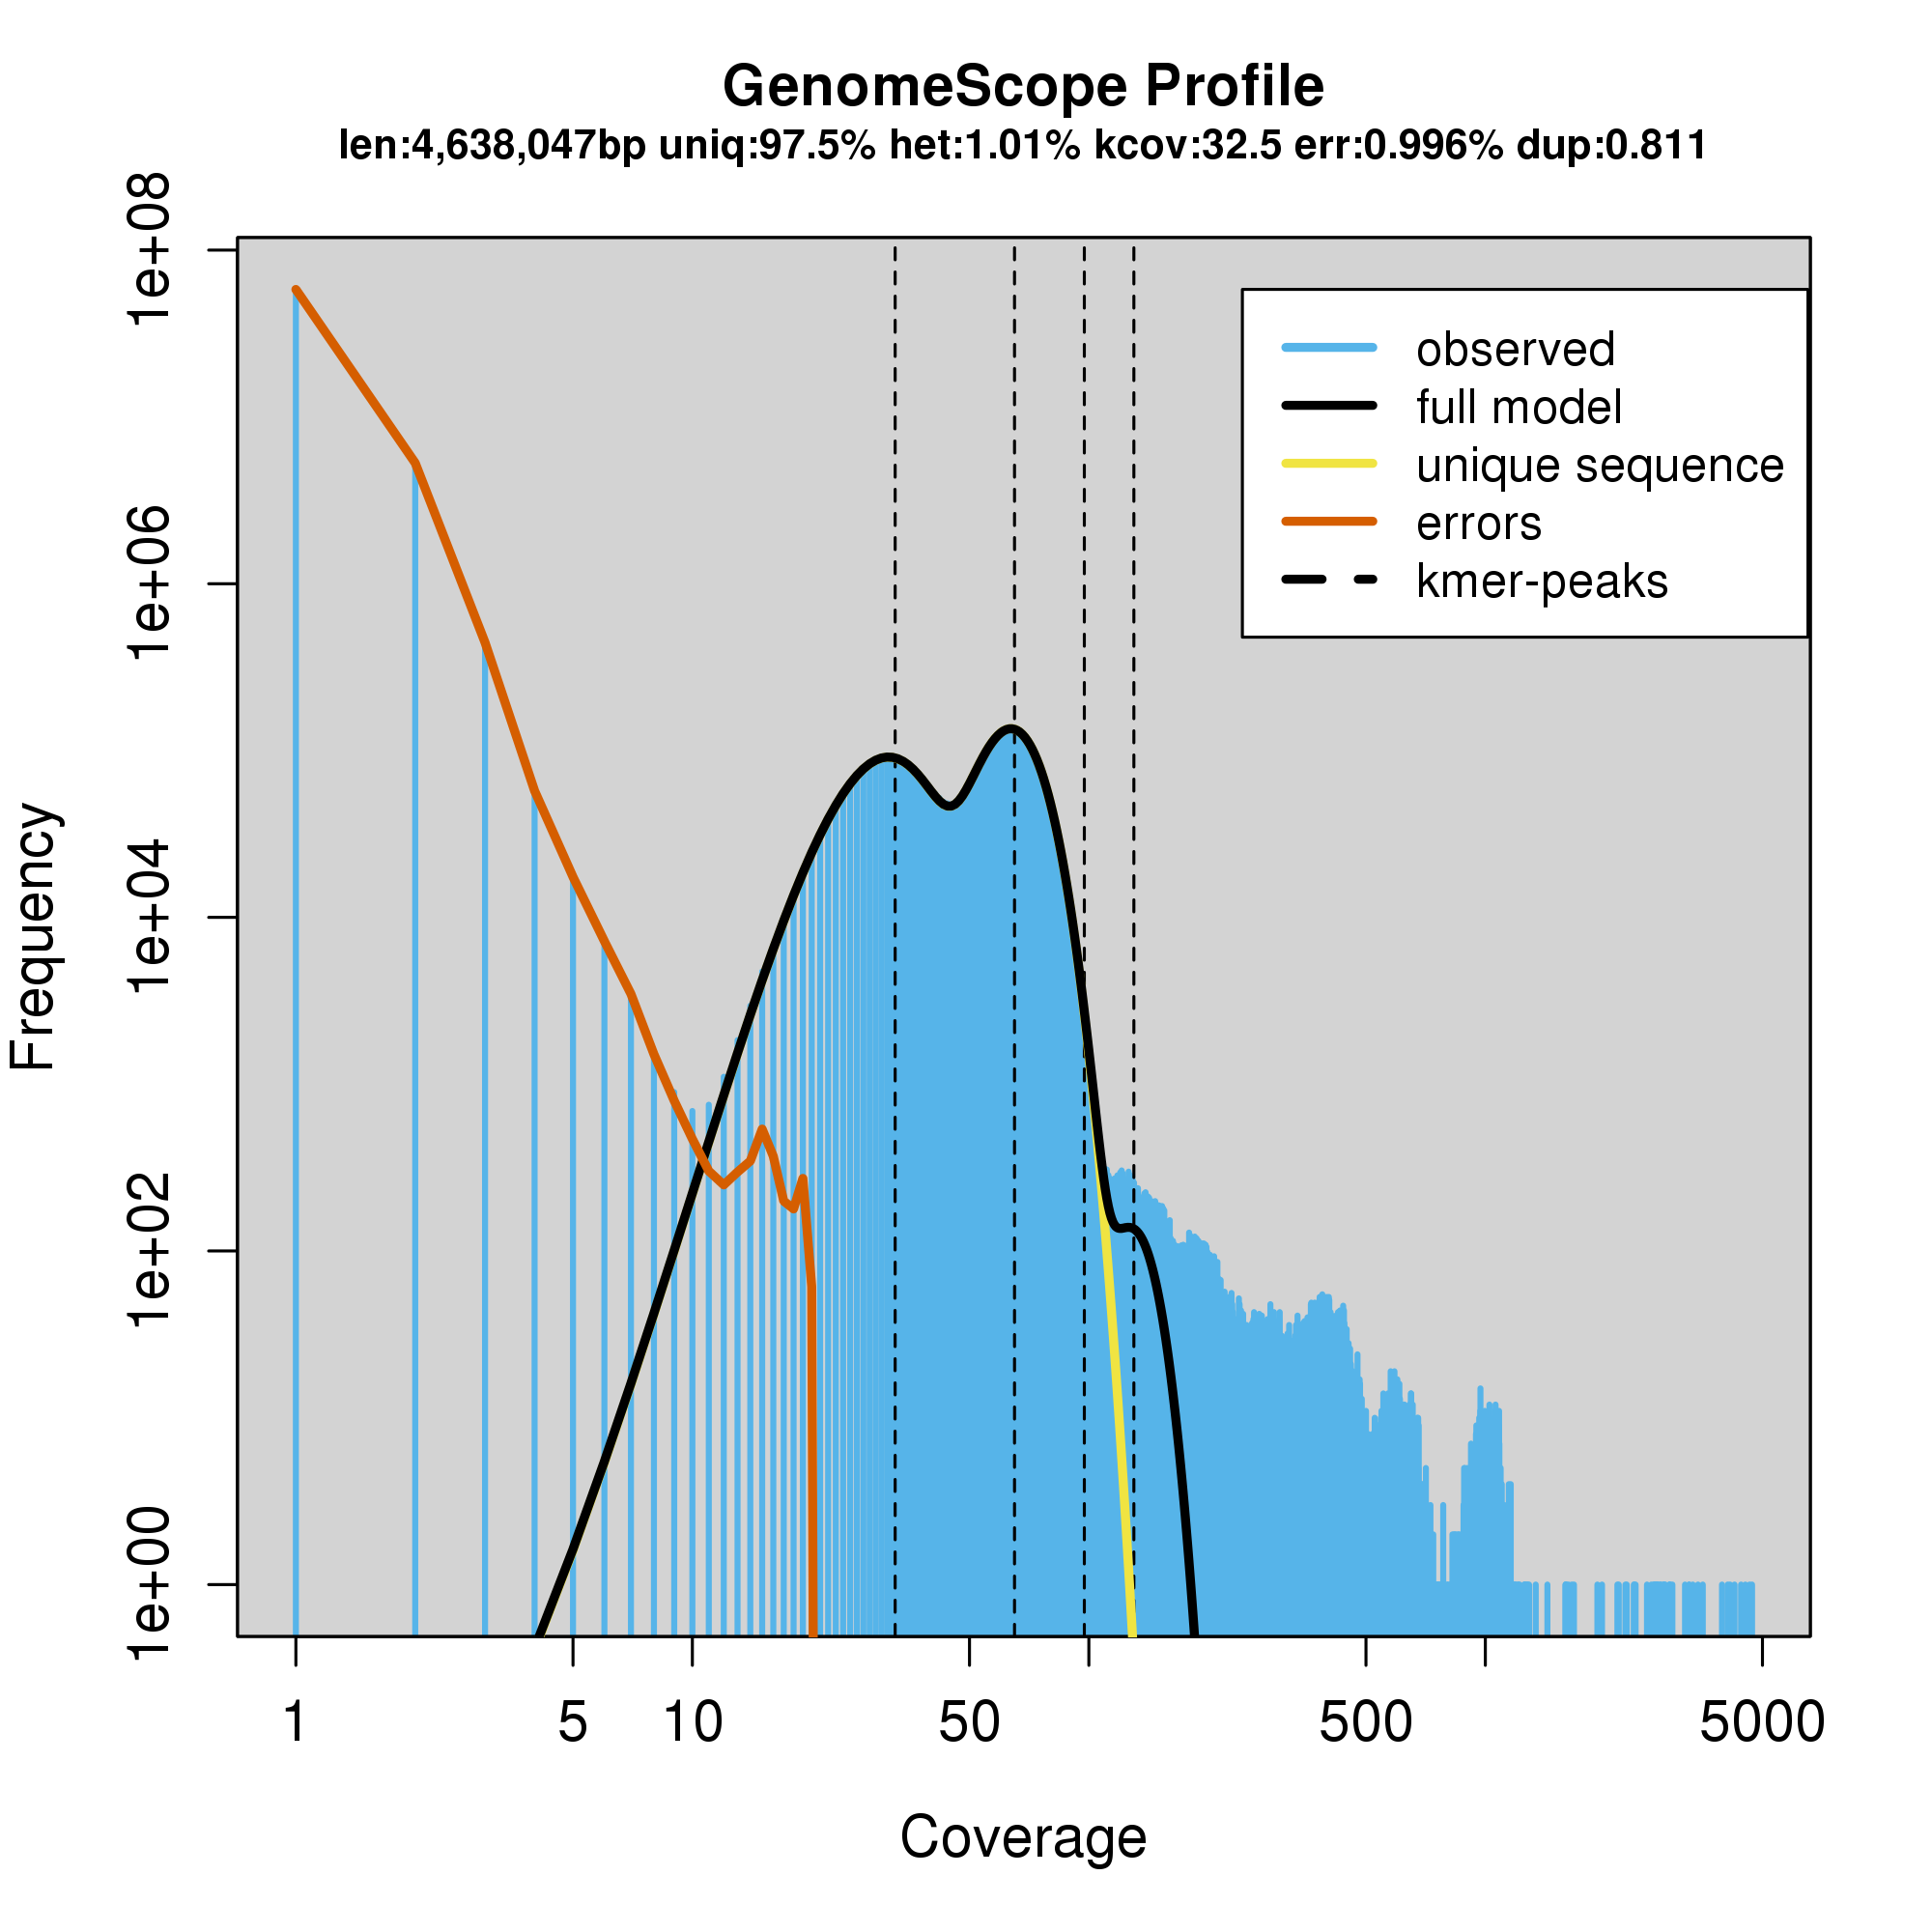 GenomeScope Profile
len:4,638,047bp uniq:97.5% het:1.01% kcov:32.5 err:0.996% dup:0.811
1e+08
1e+06
1e+04
1e+02
1e+00
Frequency
observed
full model
unique sequence
errors
kmer-peaks
1
5
10
50
500
5000
Coverage